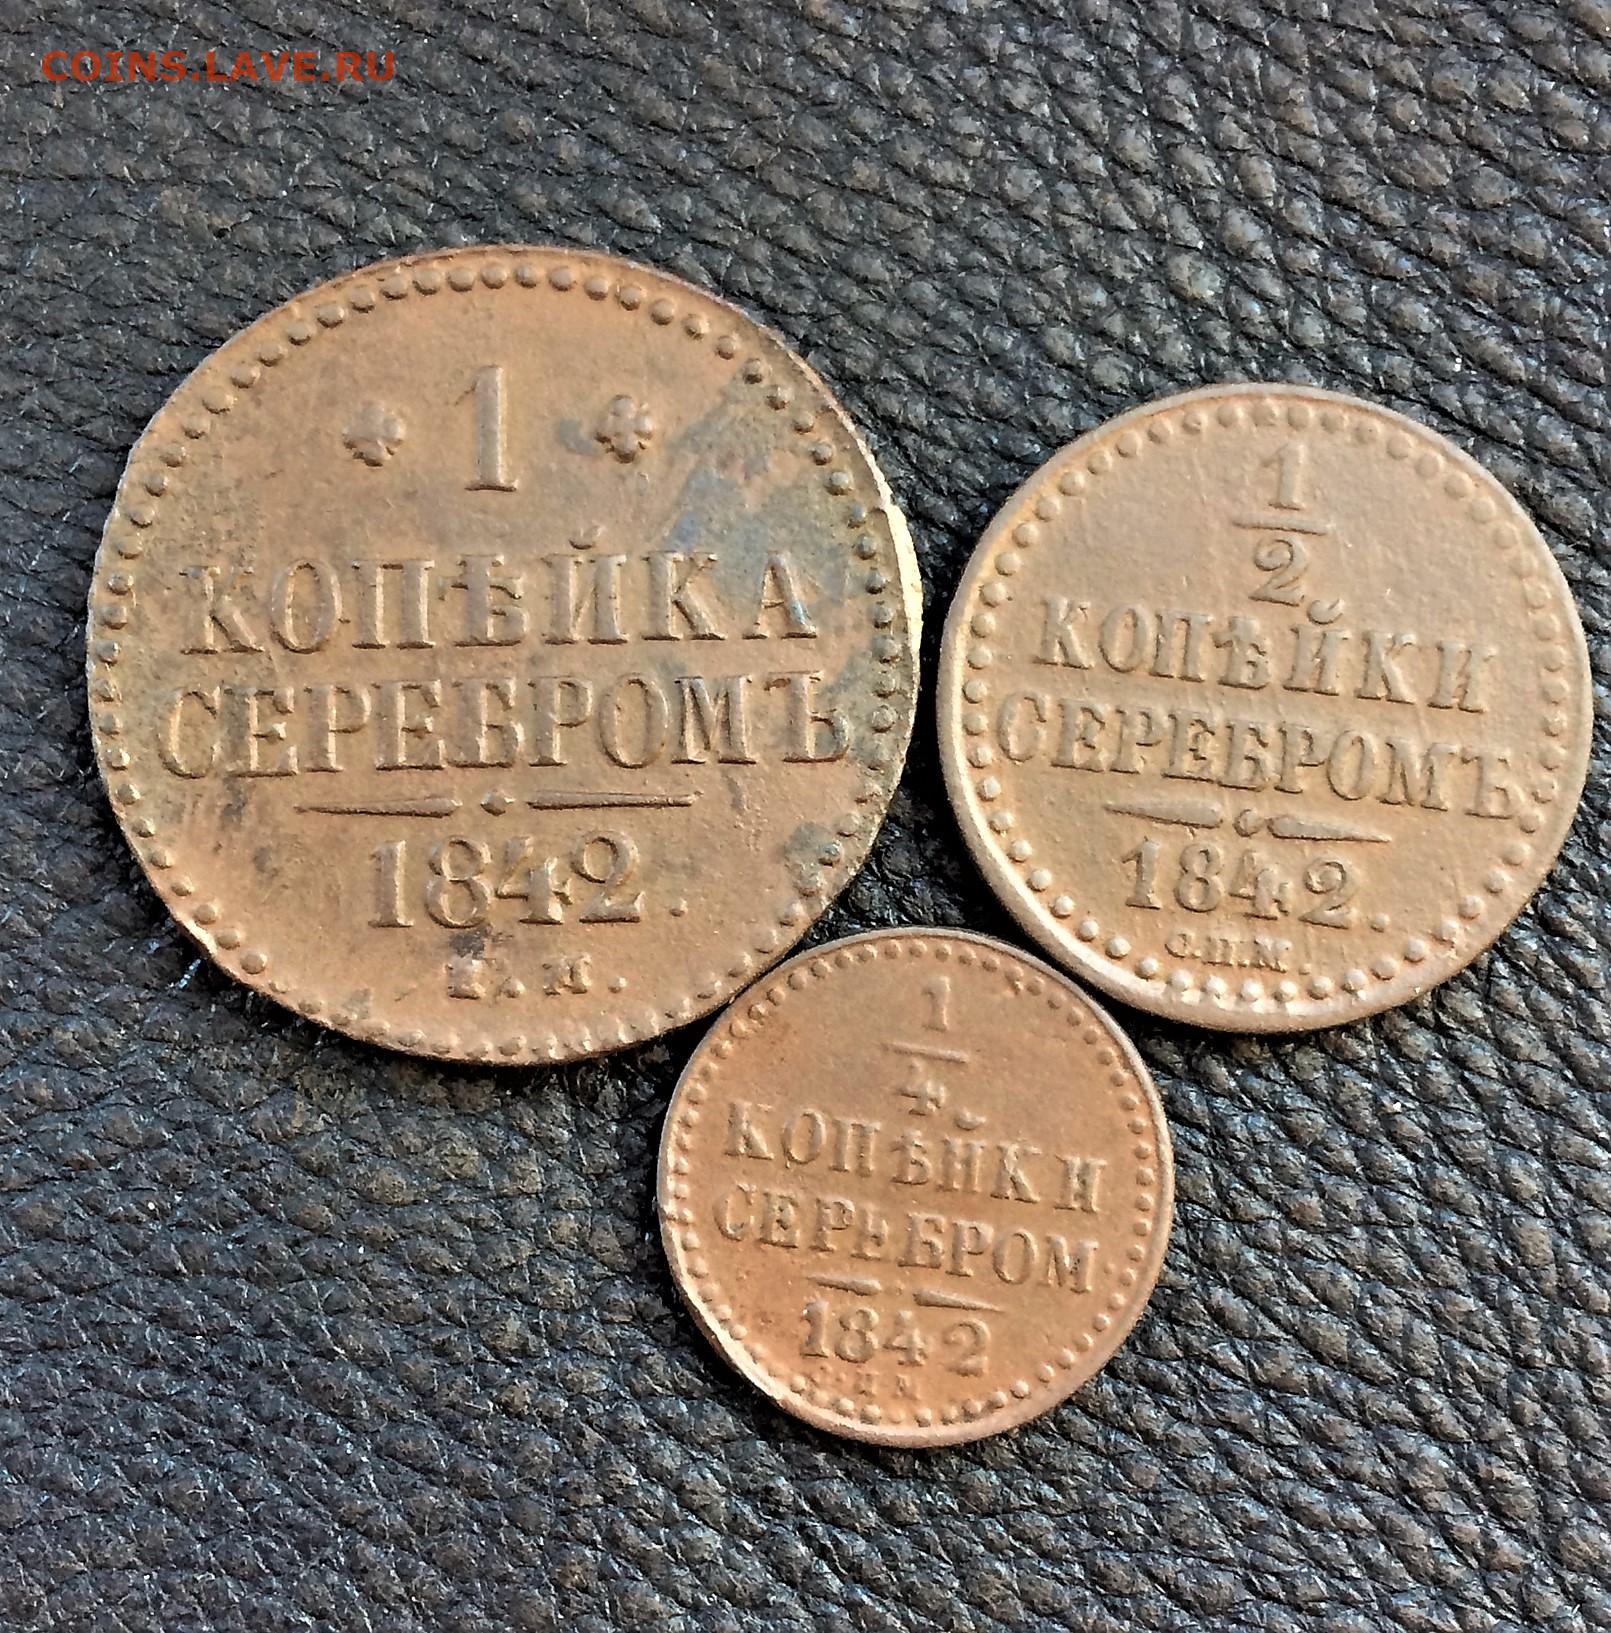 COINS.LAVE.RU
1
КОПѢЙКА
СЕРЕБРОМЪ
1842.
Е.М.
1
2
КОПѢЙКИ
СЕРЕБРОМЪ
1842.
С.П.М.
1
4
КОПѢЙКИ
СЕРЕБРОМ
1842